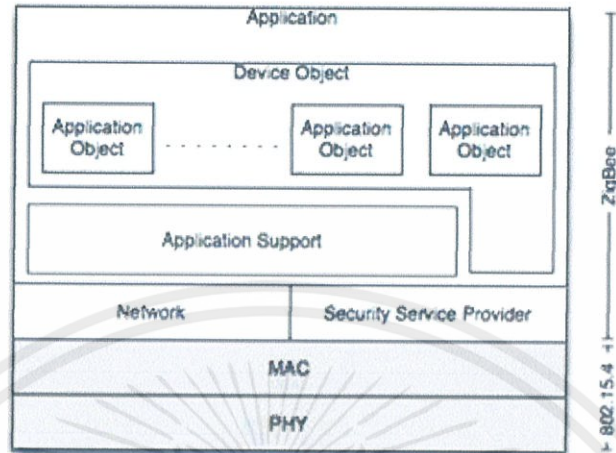 Application
Device Object
Application
Object
Application
Object
Application
Object
Application Support
Network
Security Service Provider
MAC
PHY
ZigBee
802.15.4